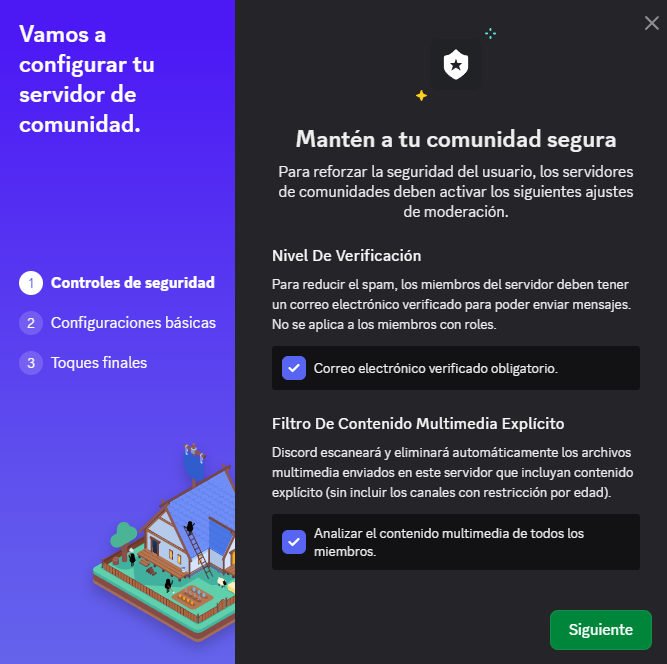 Vamos a
configurar tu
servidor de
comunidad.
1 Controles de seguridad
2 Configuraciones básicas
3 Toques finales
Mantén a tu comunidad segura
Para reforzar la seguridad del usuario, los servidores
de comunidades deben activar los siguientes ajustes
de moderación.
Nivel De Verificación
Para reducir el spam, los miembros del servidor deben tener
un correo electrónico verificado para poder enviar mensajes.
No se aplica a los miembros con roles.
Correo electrónico verificado obligatorio.
Filtro De Contenido Multimedia Explícito
Discord escaneará y eliminará automáticamente los archivos
multimedia enviados en este servidor que incluyan contenido
explícito (sin incluir los canales con restricción por edad).
Analizar el contenido multimedia de todos los
miembros.
Siguiente